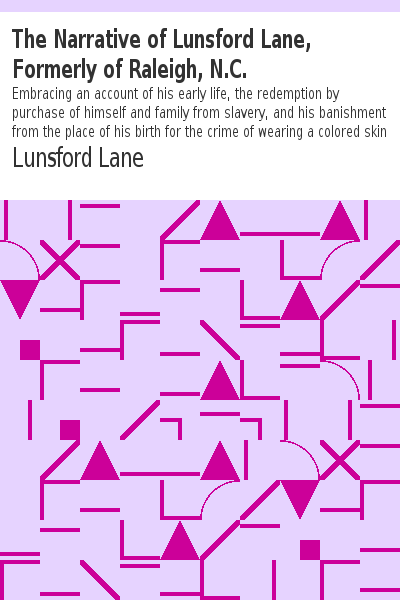 The Narrative of Lunsford Lane,
Formerly of Raleigh, N.C.
Embracing an account of his early life, the redemption by
purchase of himself and family from slavery, and his banishment
from the place of his birth for the crime of wearing a colored skin
Lunsford Lane